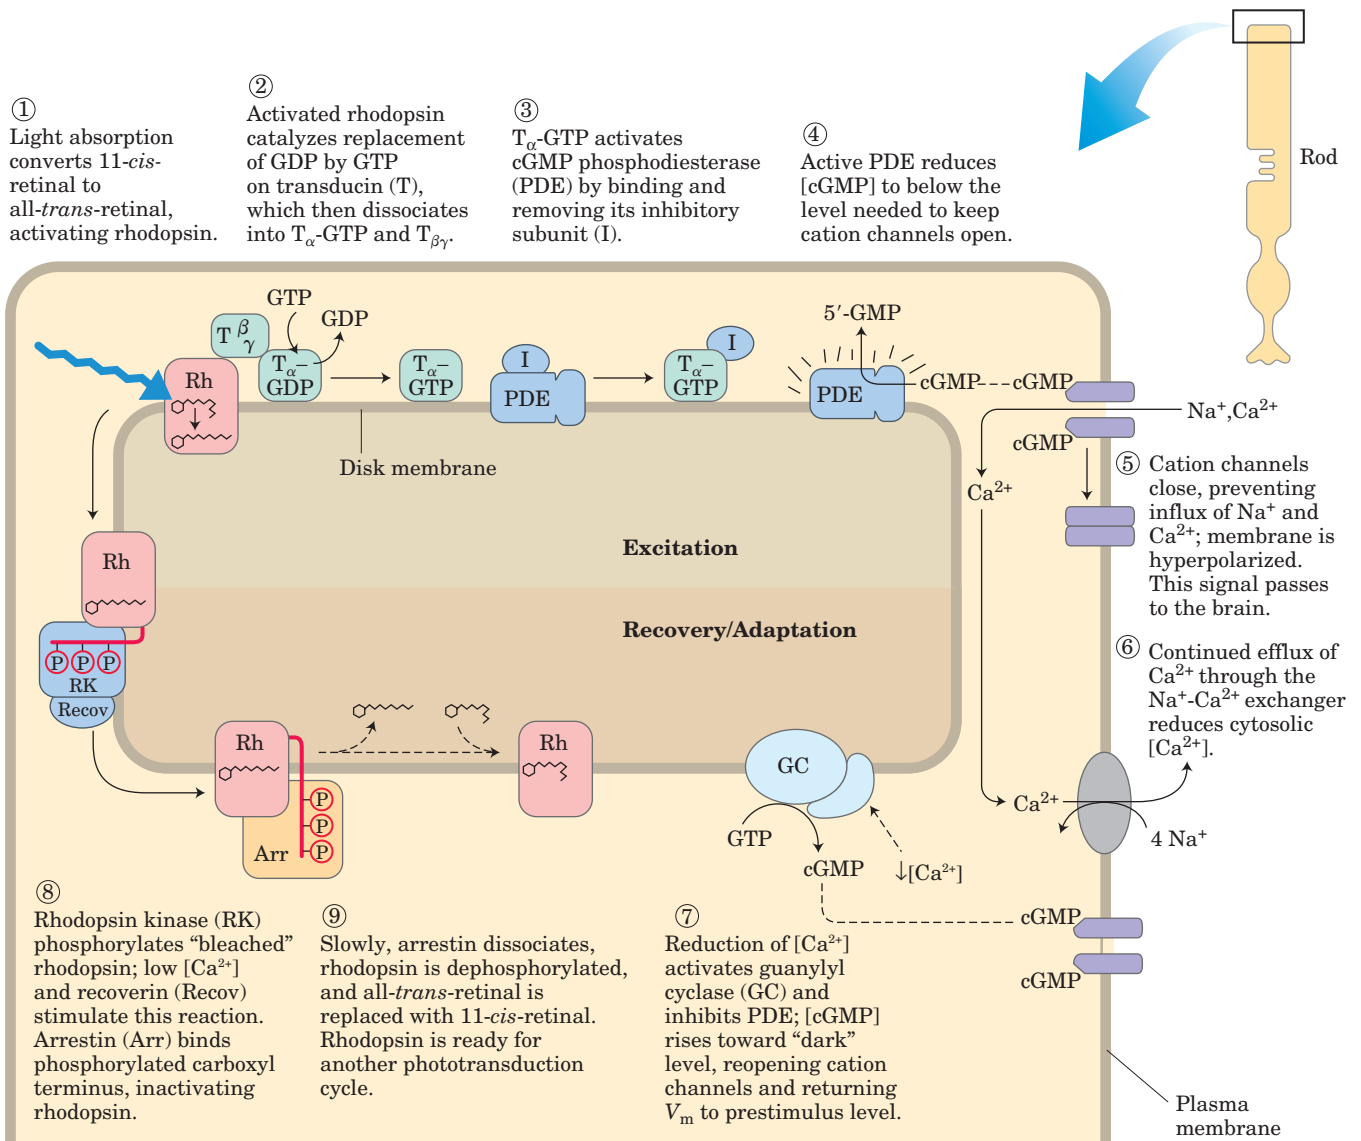 ①
Light absorption
converts 11-cis-
retinal to
all-trans-retinal,
activating rhodopsin.
②
Activated rhodopsin
catalyzes replacement
of GDP by GTP
on transducin (T),
which then dissociates
into Tα-GTP and Tβγ.
③
Tα-GTP activates
cGMP phosphodiesterase
(PDE) by binding and
removing its inhibitory
subunit (I).
④
Active PDE reduces
[cGMP] to below the
level needed to keep
cation channels open.
Rod
GTP
GDP
T β
γ
Tα–
GDP
Rh
Tα–
GTP
I
PDE
I
Tα–
GTP
5′-GMP
PDE
cGMP
cGMP
Na⁺,Ca²⁺
cGMP
Disk membrane
Ca²⁺
⑤ Cation channels
close, preventing
influx of Na⁺ and
Ca²⁺; membrane is
hyperpolarized.
This signal passes
to the brain.
Excitation
Rh
Recovery/Adaptation
P P P
RK
Recov
⑥ Continued efflux of
Ca²⁺ through the
Na⁺-Ca²⁺ exchanger
reduces cytosolic
[Ca²⁺].
Rh
Rh
GC
P
P
P
Arr
Ca²⁺
4 Na⁺
GTP
cGMP
↓[Ca²⁺]
cGMP
cGMP
⑧
Rhodopsin kinase (RK)
phosphorylates “bleached”
rhodopsin; low [Ca²⁺]
and recoverin (Recov)
stimulate this reaction.
Arrestin (Arr) binds
phosphorylated carboxyl
terminus, inactivating
rhodopsin.
⑨
Slowly, arrestin dissociates,
rhodopsin is dephosphorylated,
and all-trans-retinal is
replaced with 11-cis-retinal.
Rhodopsin is ready for
another phototransduction
cycle.
⑦
Reduction of [Ca²⁺]
activates guanylyl
cyclase (GC) and
inhibits PDE; [cGMP]
rises toward “dark”
level, reopening cation
channels and returning
Vm to prestimulus level.
Plasma
membrane